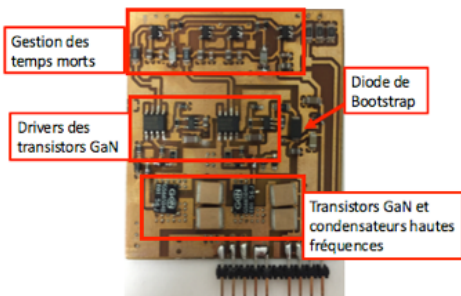 Gestion des
temps morts
Diode de
Bootstrap
Drivers des
transistors GaN
Transistors GaN et
condensateurs hautes
fréquences